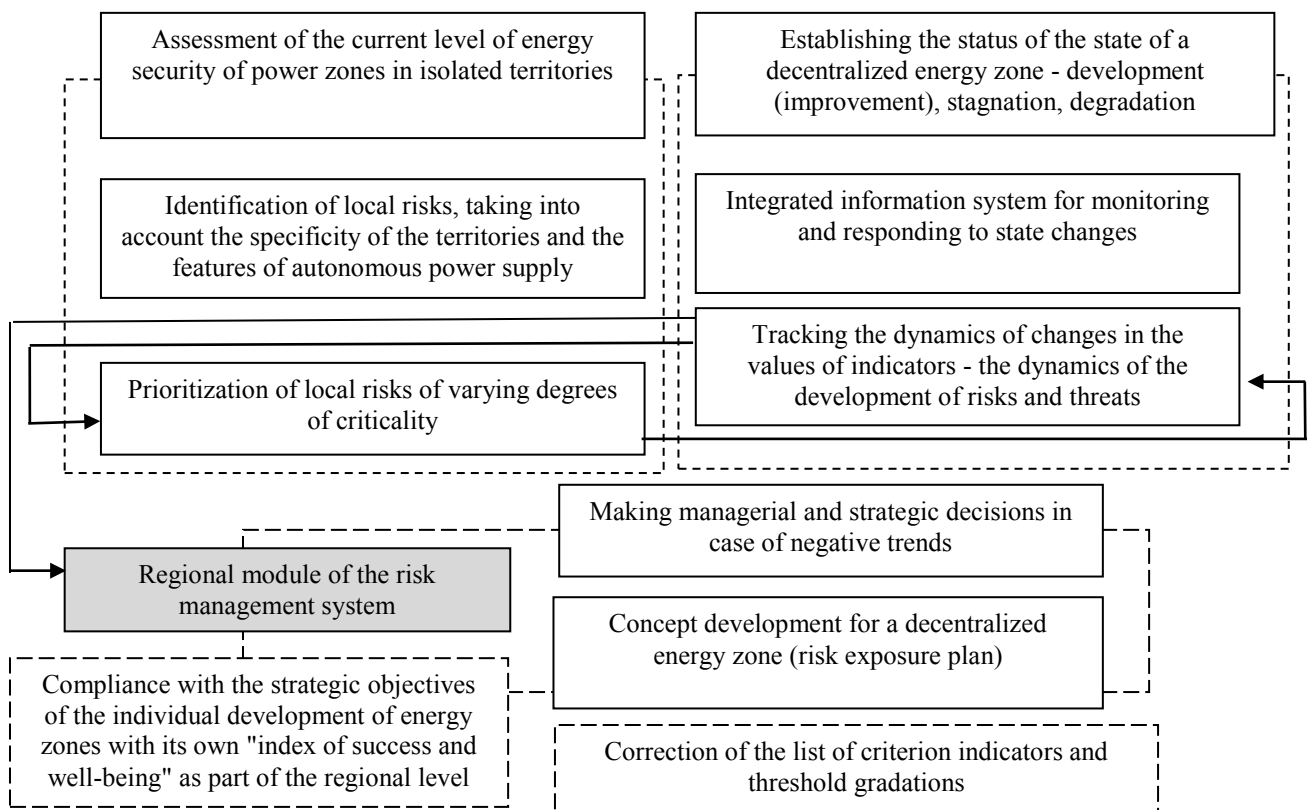 Assessment of the current level of energy
security of power zones in isolated territories
Establishing the status of the state of a
decentralized energy zone - development
(improvement), stagnation, degradation
Identification of local risks, taking into
account the specificity of the territories and the
features of autonomous power supply
Integrated information system for monitoring
and responding to state changes
Prioritization of local risks of varying degrees
of criticality
Tracking the dynamics of changes in the
values of indicators - the dynamics of the
development of risks and threats
Making managerial and strategic decisions in
case of negative trends
Regional module of the risk
management system
Concept development for a decentralized
energy zone (risk exposure plan)
Compliance with the strategic objectives
of the individual development of energy
zones with its own "index of success and
well-being" as part of the regional level
Correction of the list of criterion indicators and
threshold gradations